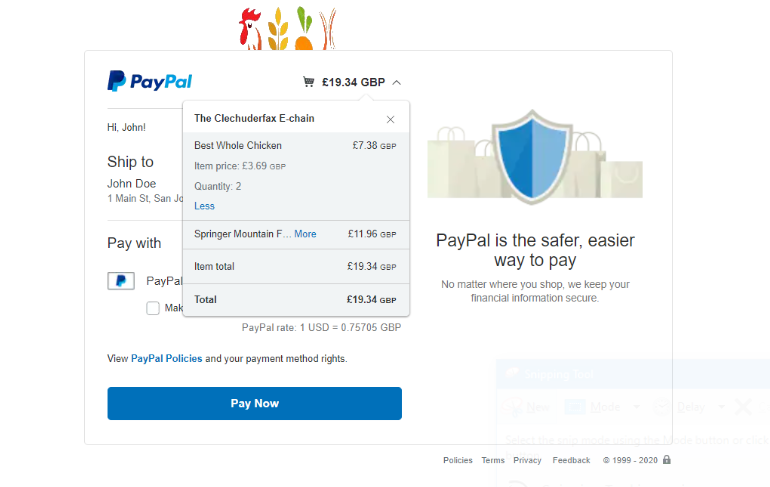 PayPal
£19.34 GBP
Hi, John!
The Clechuderfax E-chain
Best Whole Chicken £7.38 GBP
Item price: £3.69 GBP
Quantity: 2
Less
Springer Mountain F... More £11.96 GBP
Item total £19.34 GBP
Total £19.34 GBP
Ship to
John Doe
1 Main St, San Jo
Pay with
PayPal
Mak
PayPal rate: 1 USD = 0.75705 GBP
View PayPal Policies and your payment method rights.
Pay Now
PayPal is the safer, easier
way to pay
No matter where you shop, we keep your
financial information secure.
New Mode Delay
Select the snip mode using the Mode button or click
Policies Terms Privacy Feedback © 1999 - 2020